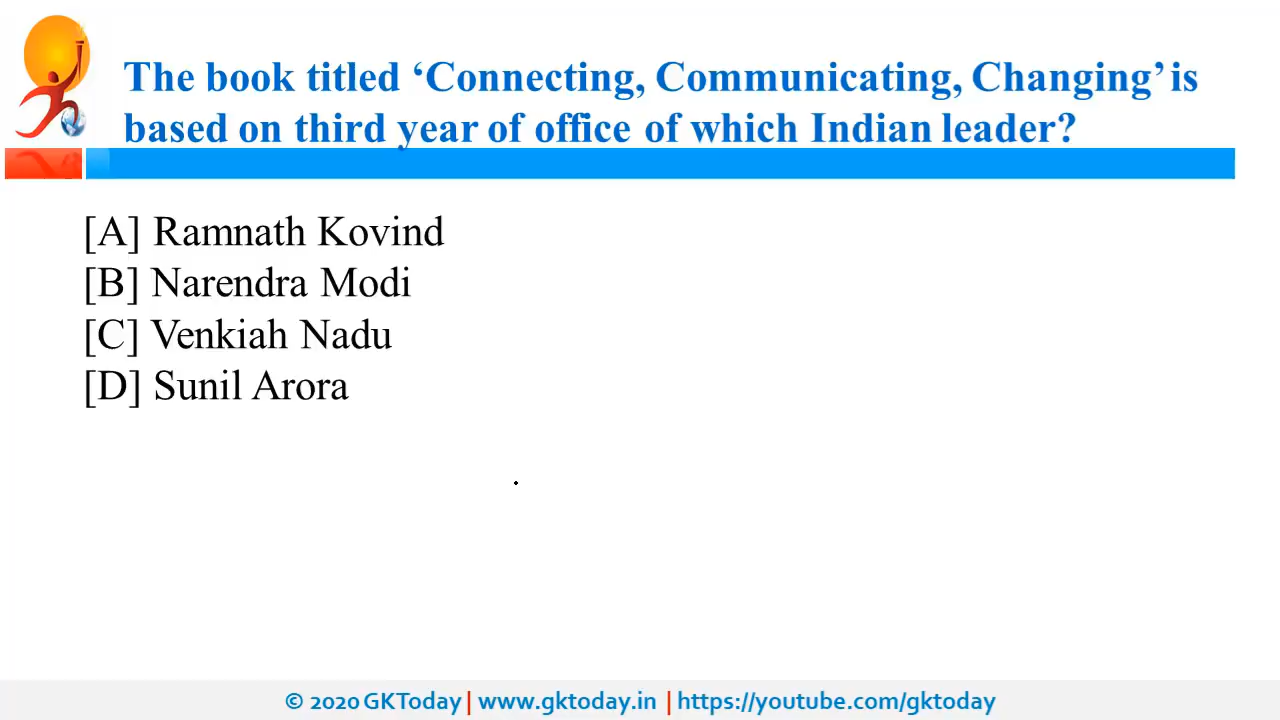 The book titled ‘Connecting, Communicating, Changing’ is
based on third year of office of which Indian leader?
[A] Ramnath Kovind
[B] Narendra Modi
[C] Venkiah Nadu
[D] Sunil Arora
© 2020 GKToday | www.gktoday.in | https://youtube.com/gktoday